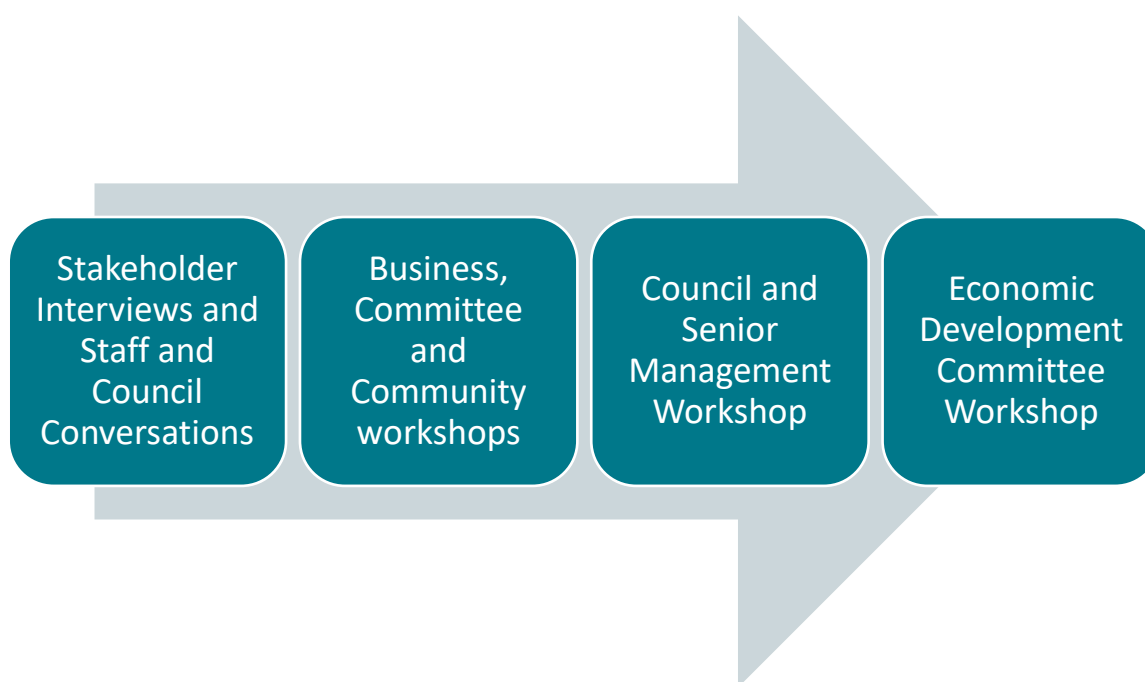 Stakeholder
Interviews and
Staff and
Council
Conversations
Business,
Committee
and
Community
workshops
Council and
Senior
Management
Workshop
Economic
Development
Committee
Workshop